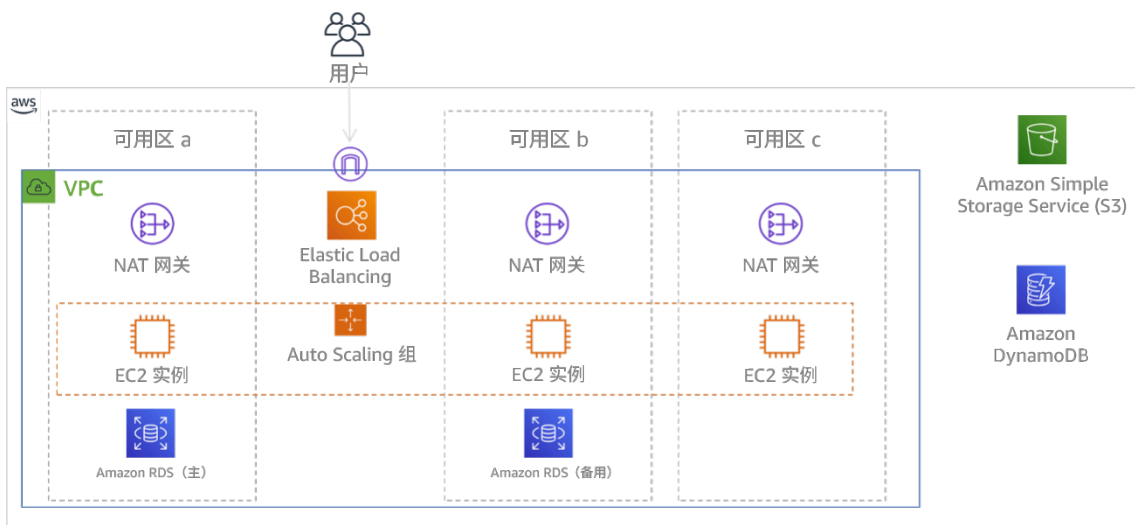 用户
aws
可用区 a
可用区 b
可用区 c
VPC
Amazon Simple
Storage Service (S3)
NAT 网关
Elastic Load
Balancing
NAT 网关
NAT 网关
Auto Scaling 组
Amazon
DynamoDB
EC2 实例
EC2 实例
EC2 实例
Amazon RDS（主）
Amazon RDS（备用）